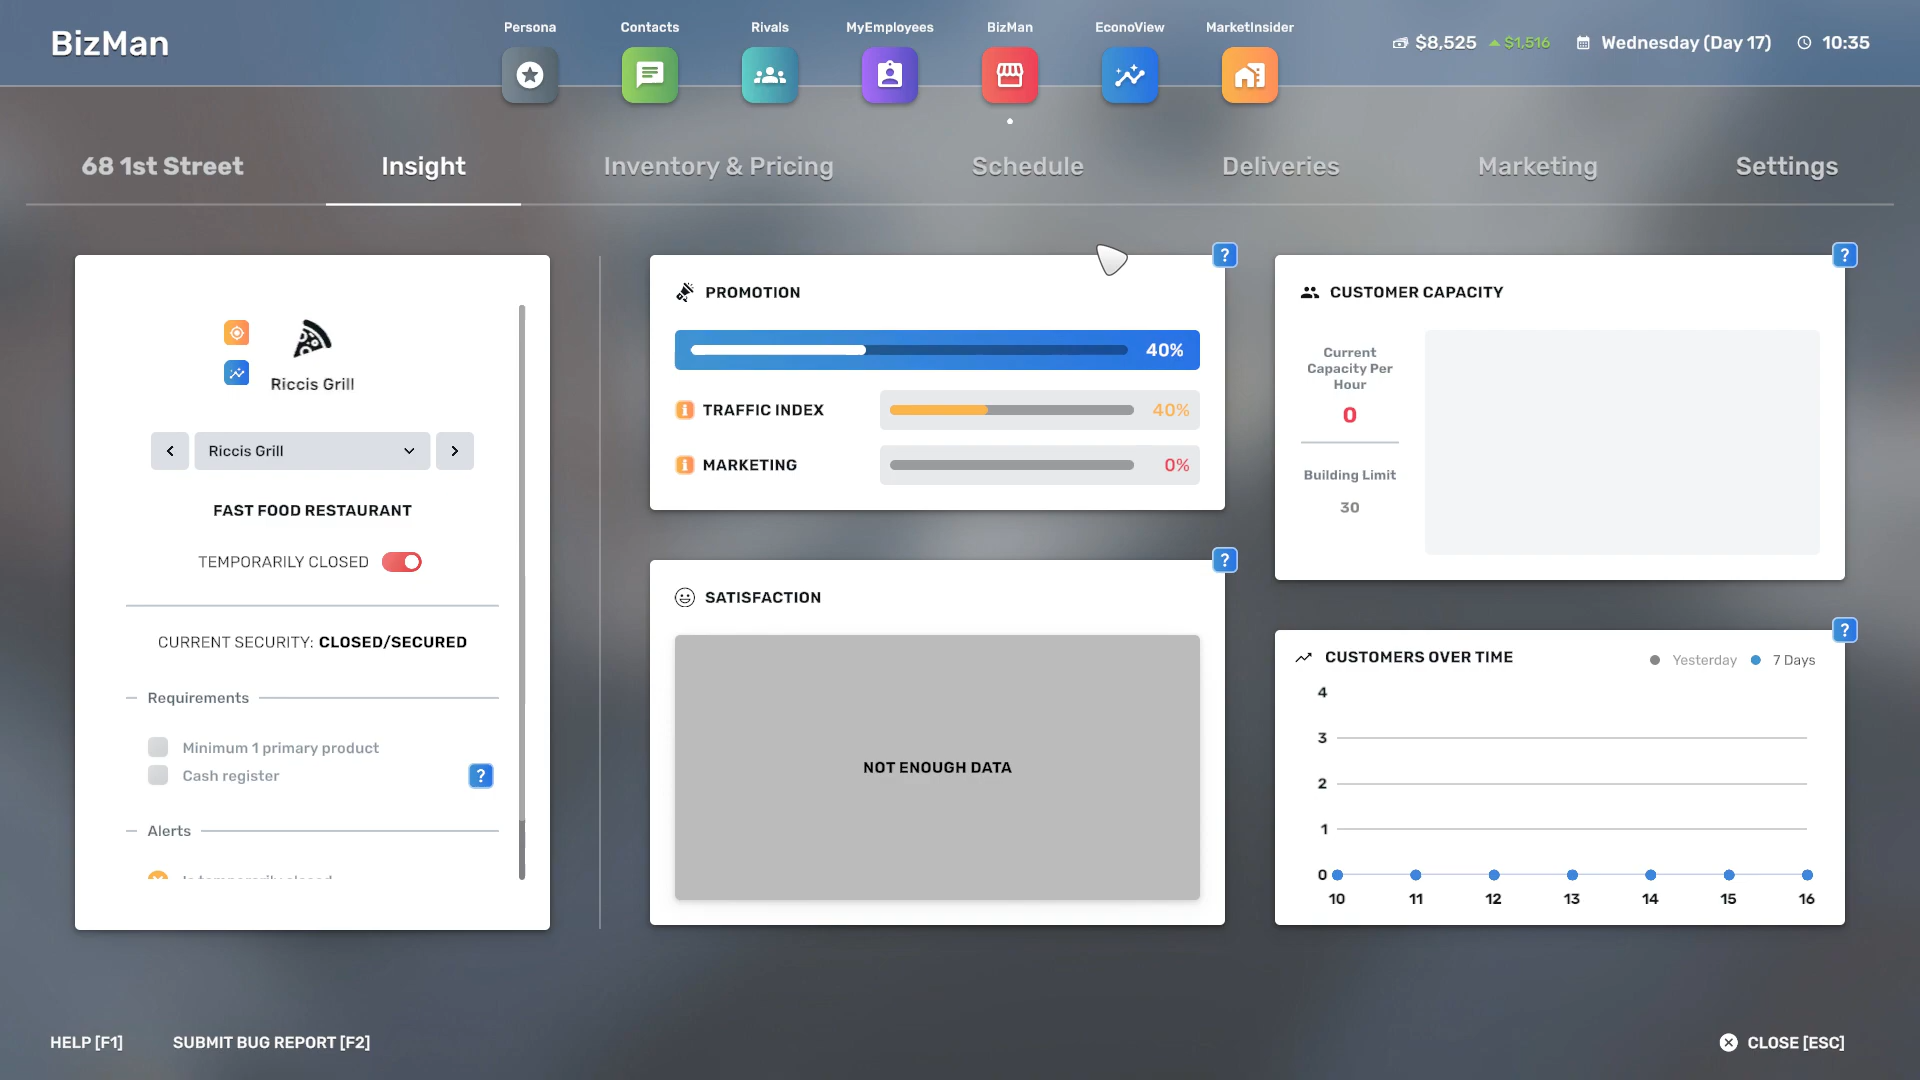 BizMan
Persona
Contacts
Rivals
MyEmployees
BizMan
EconoView
MarketInsider
$8,525
$1,516
Wednesday (Day 17)
10:35
68 1st Street
Insight
Inventory & Pricing
Schedule
Deliveries
Marketing
Settings
Riccis Grill
Riccis Grill
FAST FOOD RESTAURANT
TEMPORARILY CLOSED
CURRENT SECURITY: CLOSED/SECURED
Requirements
Minimum 1 primary product
Cash register
?
Alerts
Is temporarily closed
?
PROMOTION
40%
TRAFFIC INDEX
40%
MARKETING
0%
?
SATISFACTION
NOT ENOUGH DATA
?
CUSTOMER CAPACITY
Current
Capacity Per
Hour
0
Building Limit
30
?
CUSTOMERS OVER TIME
Yesterday
7 Days
4
3
2
1
0
10 11 12 13 14 15 16
HELP [F1]
SUBMIT BUG REPORT [F2]
CLOSE [ESC]